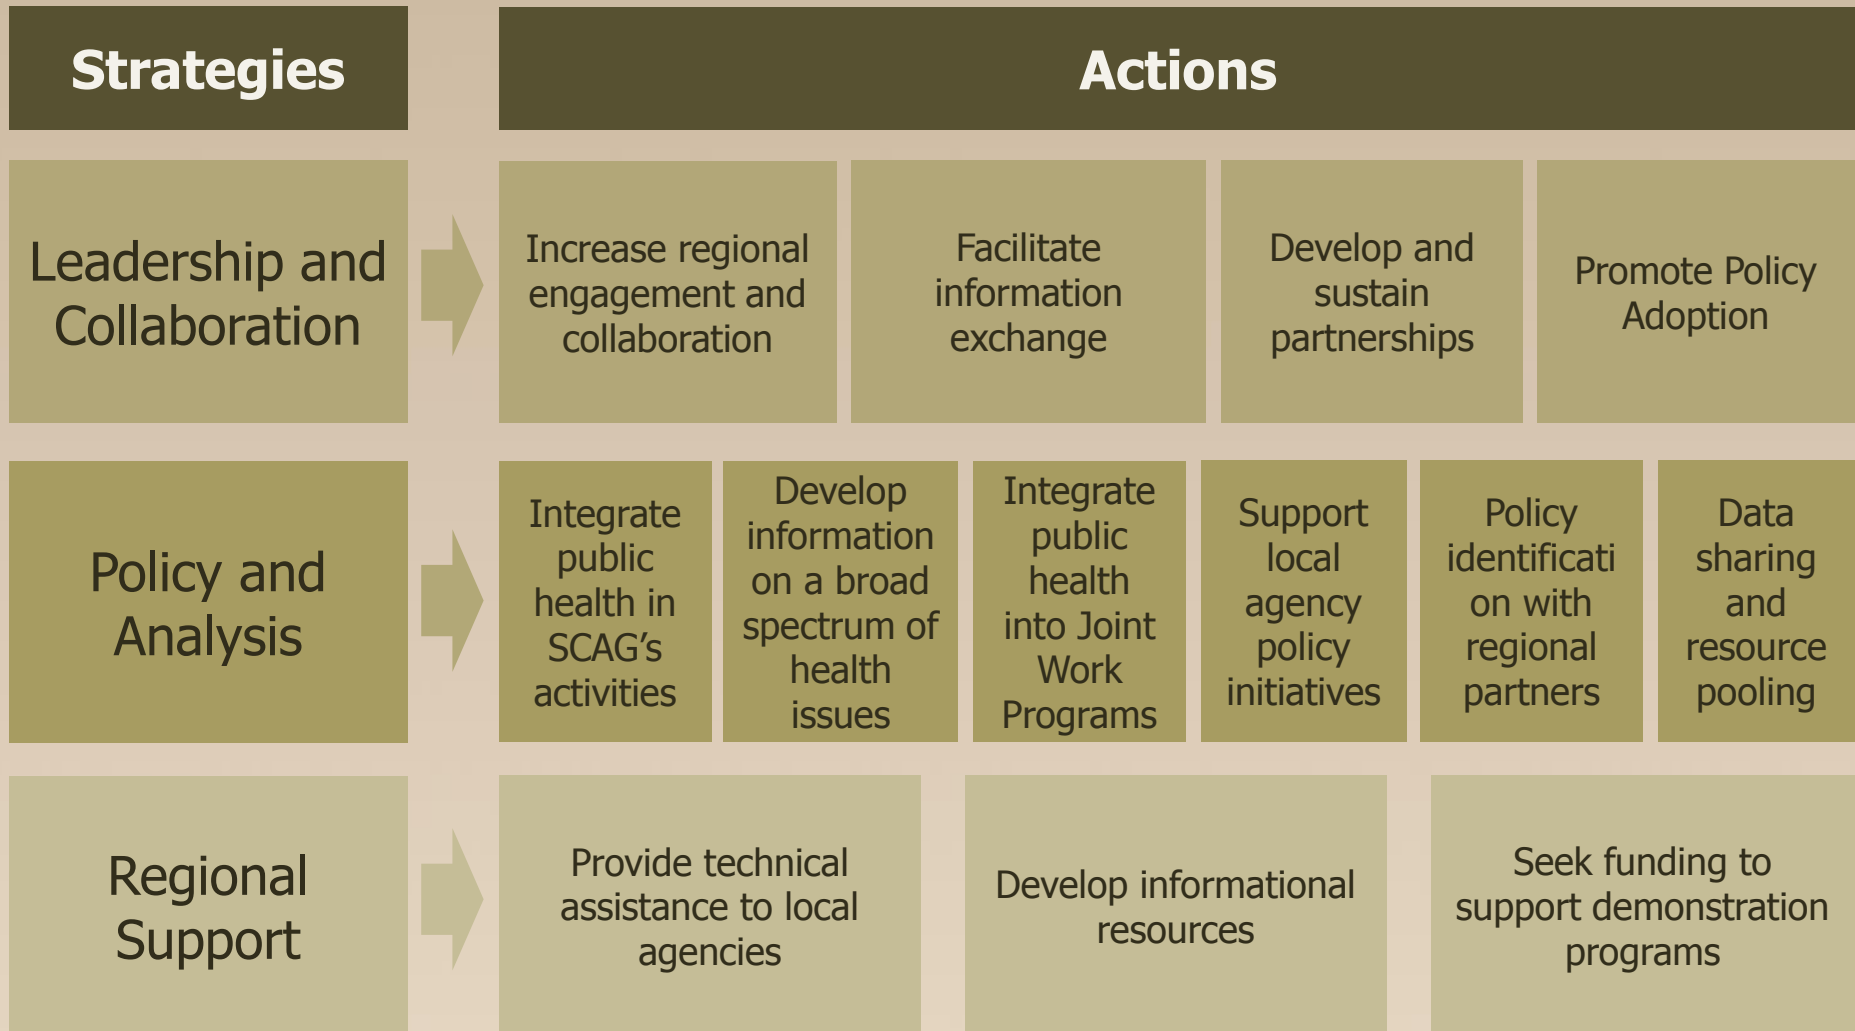 Strategies
Actions
Leadership and
Collaboration
Increase regional
engagement and
collaboration
Facilitate
information
exchange
Develop and
sustain
partnerships
Promote Policy
Adoption
Policy and
Analysis
Integrate
public
health in
SCAG’s
activities
Develop
information
on a broad
spectrum of
health
issues
Integrate
public
health
into Joint
Work
Programs
Support
local
agency
policy
initiatives
Policy
identificati
on with
regional
partners
Data
sharing
and
resource
pooling
Regional
Support
Provide technical
assistance to local
agencies
Develop informational
resources
Seek funding to
support demonstration
programs